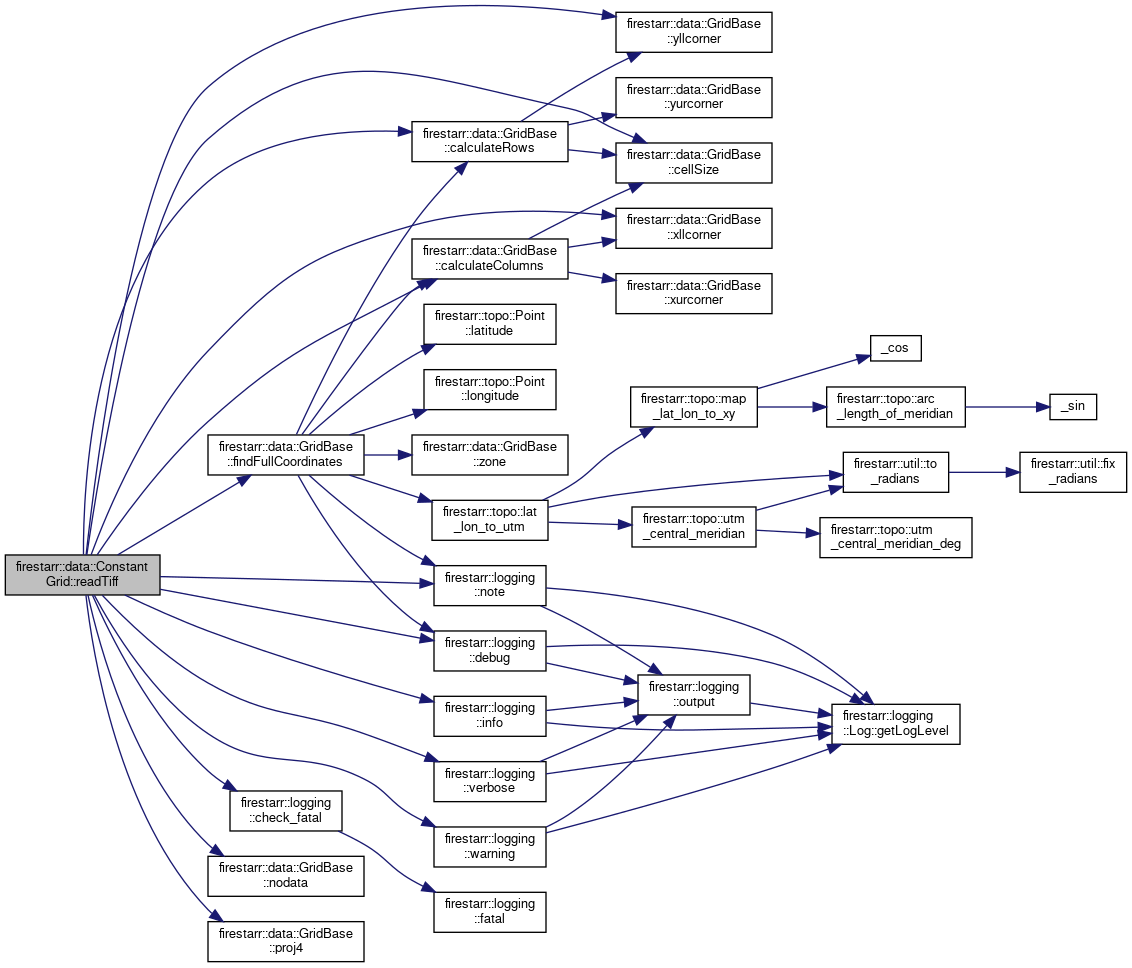 firestarr::data::GridBase
::yllcorner
firestarr::data::GridBase
::yurcorner
firestarr::data::GridBase
::calculateRows
firestarr::data::GridBase
::cellSize
firestarr::data::GridBase
::xllcorner
firestarr::data::GridBase
::calculateColumns
firestarr::data::GridBase
::xurcorner
firestarr::topo::Point
::latitude
_cos
firestarr::topo::Point
::longitude
firestarr::topo::map
_lat_lon_to_xy
firestarr::topo::arc
_length_of_meridian
_sin
firestarr::data::GridBase
::findFullCoordinates
firestarr::data::GridBase
::zone
firestarr::util::to
_radians
firestarr::util::fix
_radians
firestarr::topo::lat
_lon_to_utm
firestarr::topo::utm
_central_meridian
firestarr::topo::utm
_central_meridian_deg
firestarr::data::Constant
Grid::readTiff
firestarr::logging
::note
firestarr::logging
::debug
firestarr::logging
::output
firestarr::logging
::info
firestarr::logging
::Log::getLogLevel
firestarr::logging
::verbose
firestarr::logging
::check_fatal
firestarr::logging
::warning
firestarr::data::GridBase
::nodata
firestarr::logging
::fatal
firestarr::data::GridBase
::proj4